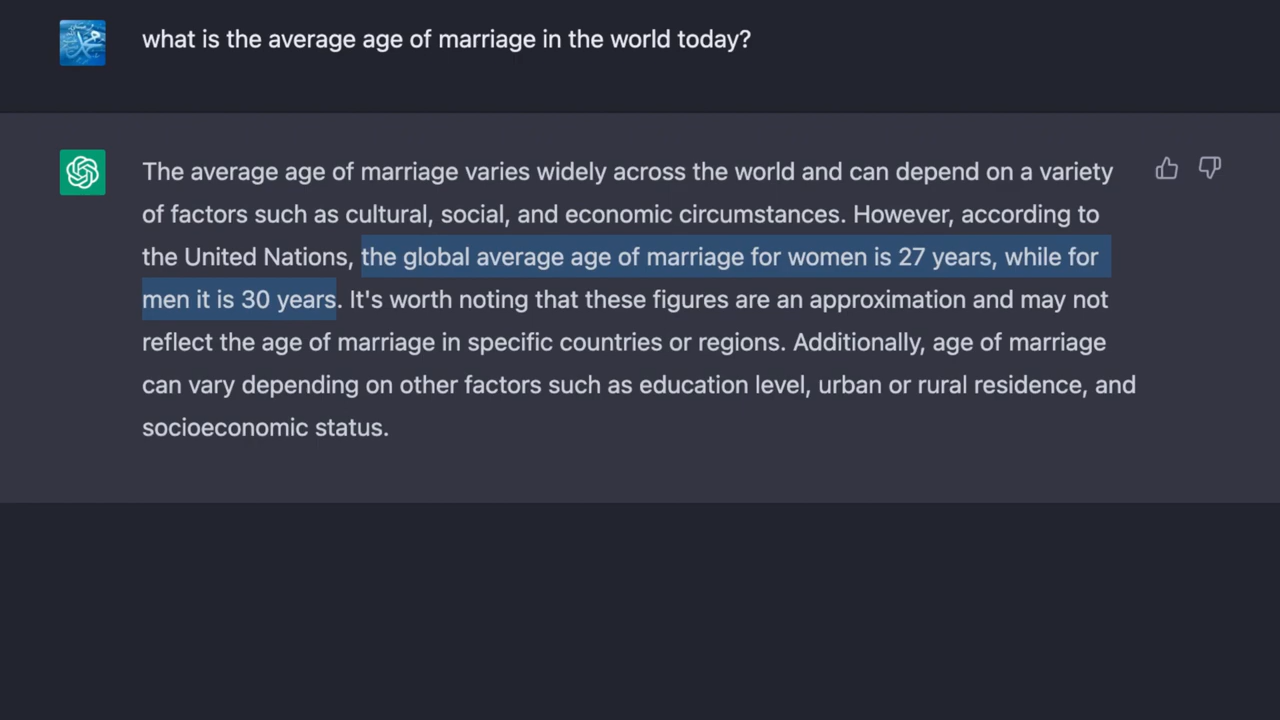 what is the average age of marriage in the world today?
The average age of marriage varies widely across the world and can depend on a variety
of factors such as cultural, social, and economic circumstances. However, according to
the United Nations, the global average age of marriage for women is 27 years, while for
men it is 30 years. It's worth noting that these figures are an approximation and may not
reflect the age of marriage in specific countries or regions. Additionally, age of marriage
can vary depending on other factors such as education level, urban or rural residence, and
socioeconomic status.